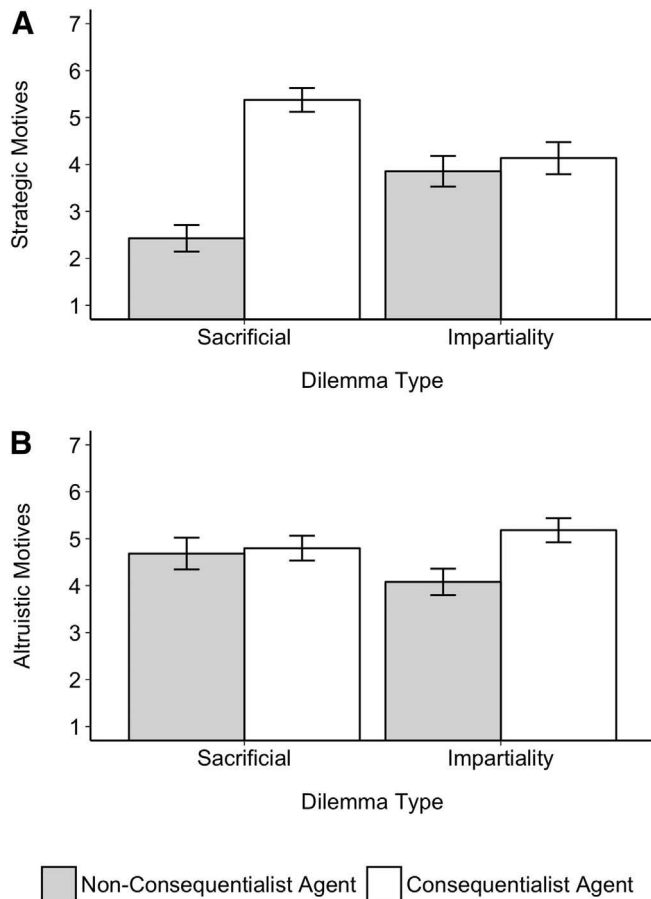 A
Strategic Motives
7
6
5
4
3
2
1
Sacrificial Impartiality
Dilemma Type
B
Altruistic Motives
7
6
5
4
3
2
1
Sacrificial Impartiality
Dilemma Type
Non-Consequentialist Agent Consequentialist Agent